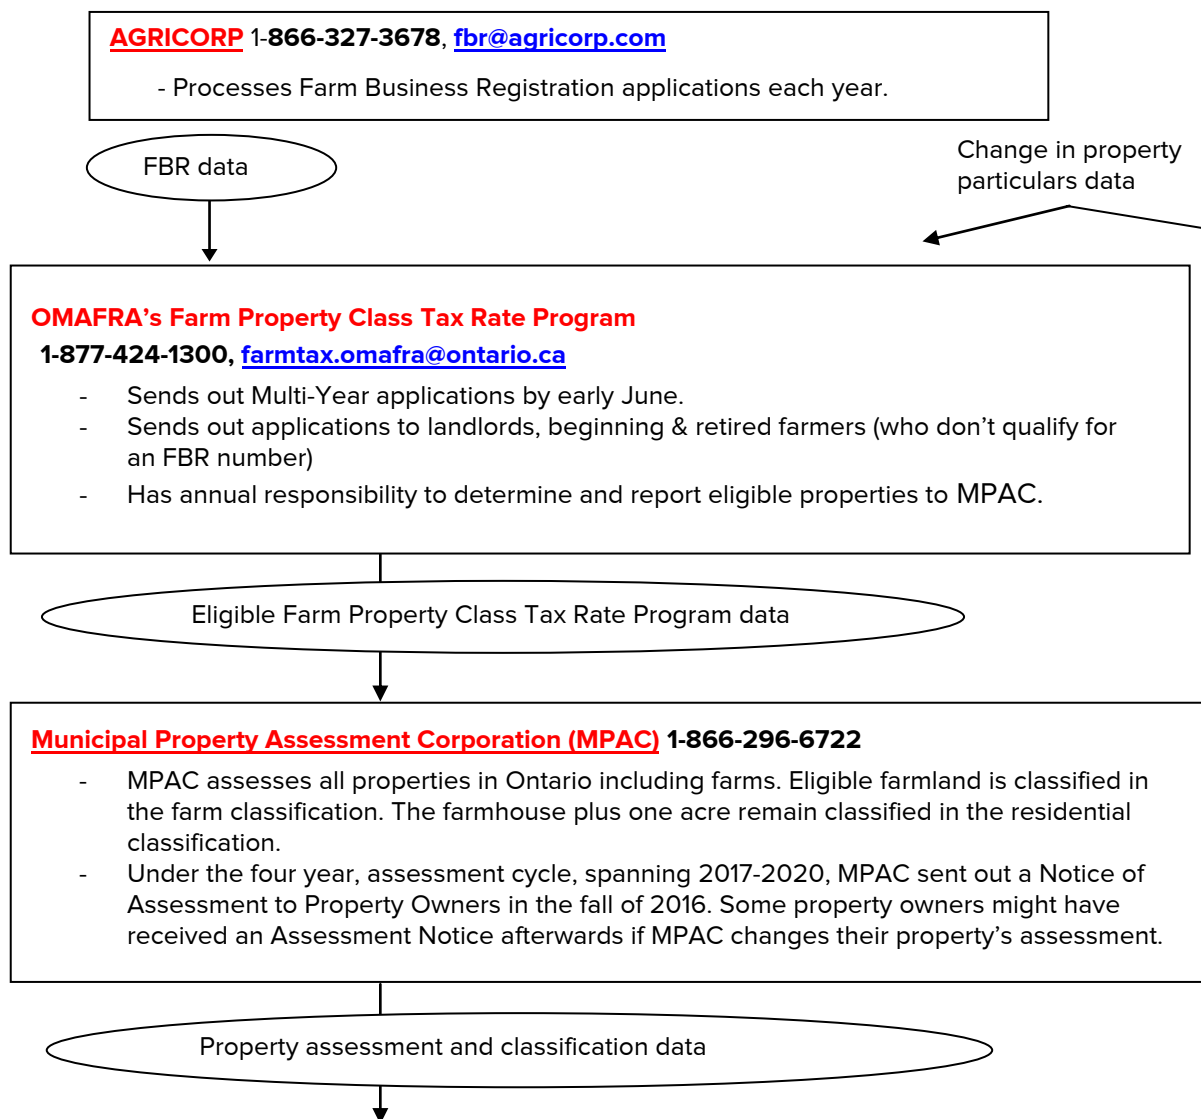 AGRICORP 1-866-327-3678, fbr@agricorp.com
- Processes Farm Business Registration applications each year.
FBR data
Change in property
particulars data
OMAFRA’s Farm Property Class Tax Rate Program
1-877-424-1300, farmtax.omafra@ontario.ca
- Sends out Multi-Year applications by early June.
- Sends out applications to landlords, beginning & retired farmers (who don’t qualify for
an FBR number)
- Has annual responsibility to determine and report eligible properties to MPAC.
Eligible Farm Property Class Tax Rate Program data
Municipal Property Assessment Corporation (MPAC) 1-866-296-6722
- MPAC assesses all properties in Ontario including farms. Eligible farmland is classified in
the farm classification. The farmhouse plus one acre remain classified in the residential
classification.
- Under the four year, assessment cycle, spanning 2017-2020, MPAC sent out a Notice of
Assessment to Property Owners in the fall of 2016. Some property owners might have
received an Assessment Notice afterwards if MPAC changes their property’s assessment.
Property assessment and classification data